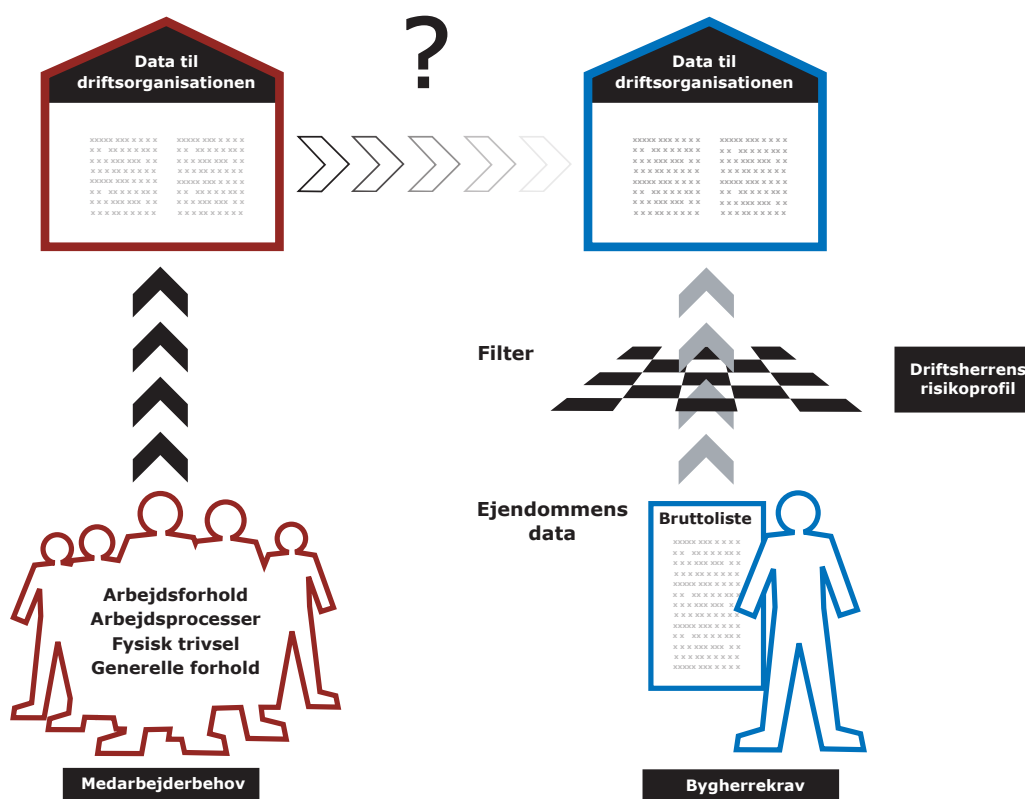 ?
Data til
driftsorganisationen
Data til
driftsorganisationen
Filter
Driftsherrens
risikoprofil
Ejendommens
data
Bruttoliste
Arbejdsforhold
Arbejdsprocesser
Fysisk trivsel
Generelle forhold
Medarbejderbehov
Bygherrekrav